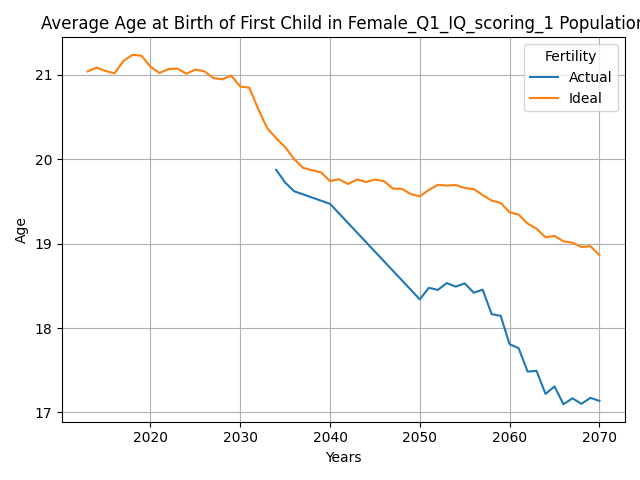 Average Age at Birth of First Child in Female_Q1_IQ_scoring_1 Population
Fertility
Actual
Ideal
21
20
19
18
17
Age
2020 2030 2040 2050 2060 2070
Years